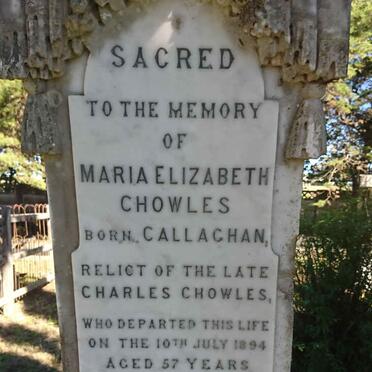 SACRED
TO THE MEMORY
OF
MARIA ELIZABETH
CHOWLES
BORN, CALLAGHAN,
RELICT OF THE LATE
CHARLES CHOWLES,
WHO DEPARTED THIS LIFE
ON THE 10TH JULY 1894
AGED 57 YEARS